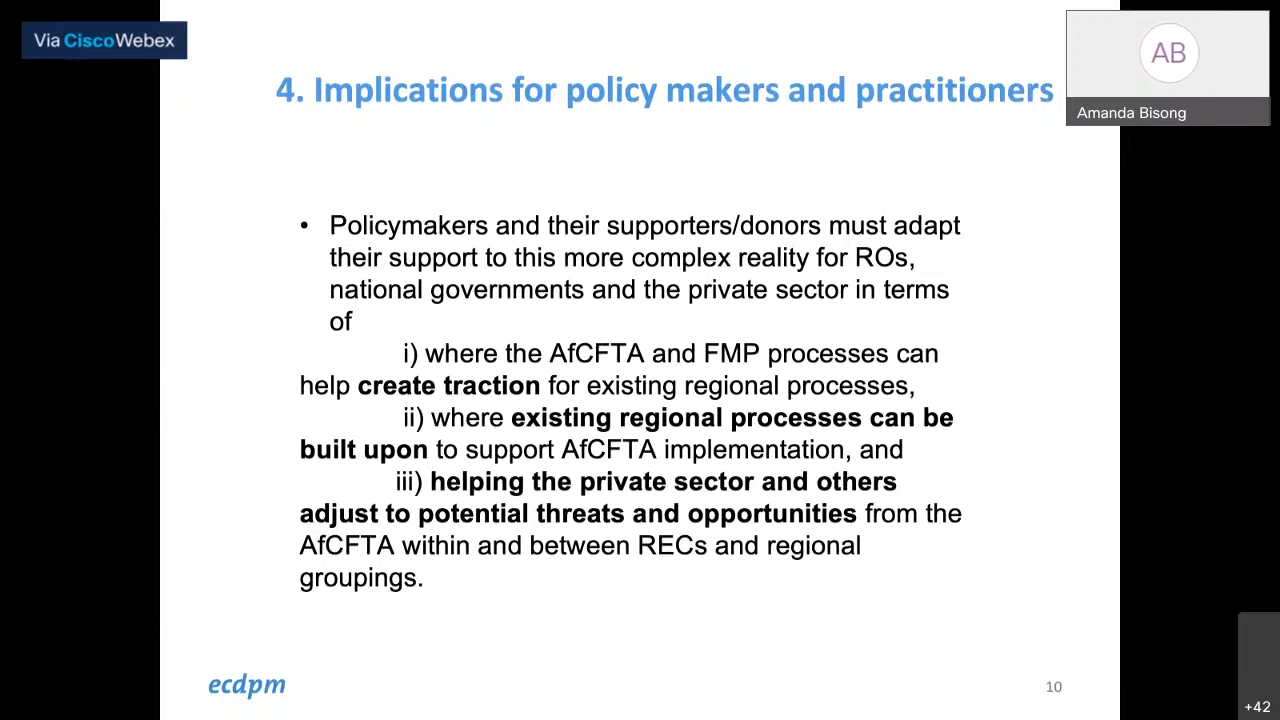 Via CiscoWebex
4. Implications for policy makers and practitioners
AB
Amanda Bisong
• Policymakers and their supporters/donors must adapt
their support to this more complex reality for ROs,
national governments and the private sector in terms
of
i) where the AfCFTA and FMP processes can
help create traction for existing regional processes,
ii) where existing regional processes can be
built upon to support AfCFTA implementation, and
iii) helping the private sector and others
adjust to potential threats and opportunities from the
AfCFTA within and between RECs and regional
groupings.
ecdpm
10
+42